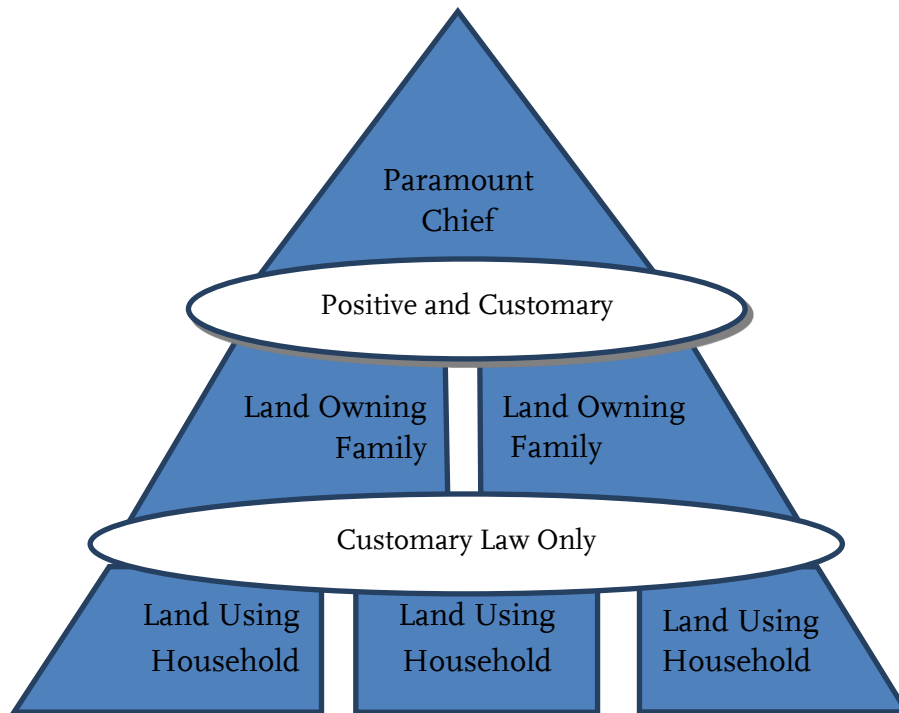 Paramount
Chief
Positive and Customary
Land Owning
Family
Land Owning
Family
Customary Law Only
Land Using
Household
Land Using
Household
Land Using
Household